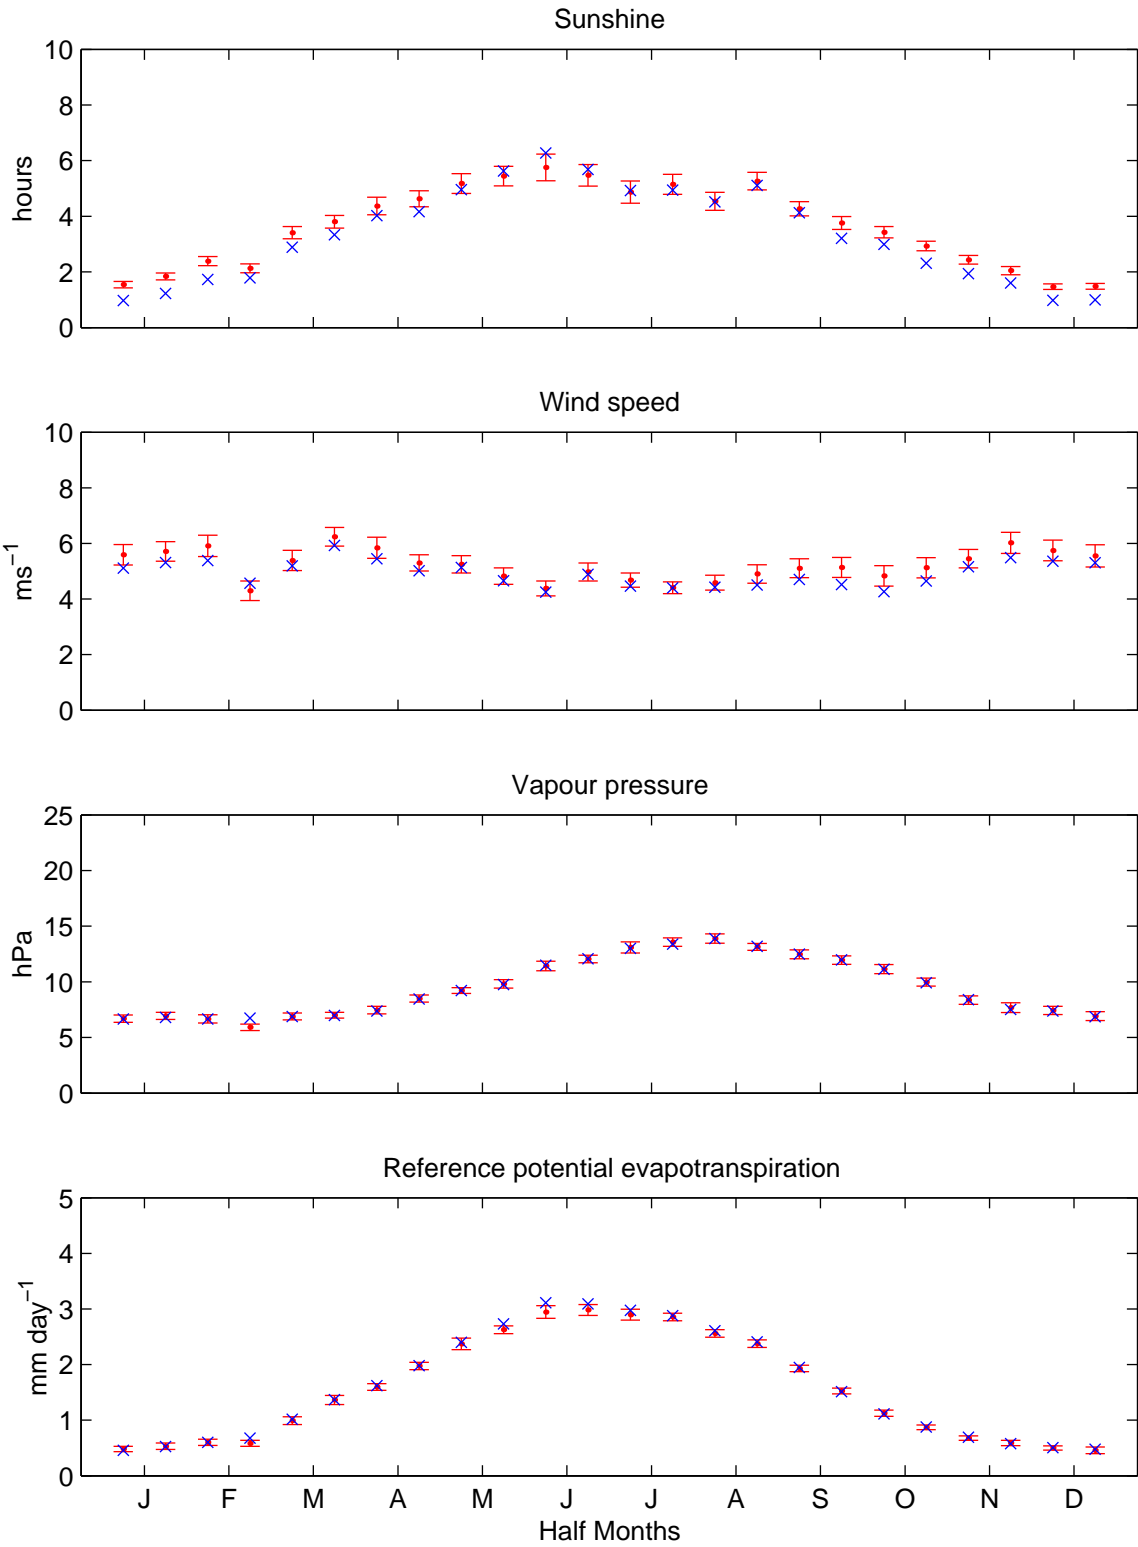 Sunshine
10
8
6
4
2
0
hours
Wind speed
10
8
6
4
2
0
ms−1
Vapour pressure
25
20
15
10
5
0
hPa
Reference potential evapotranspiration
5
4
3
2
1
0
mm day−1
J F M A M J J A S O N D
Half Months